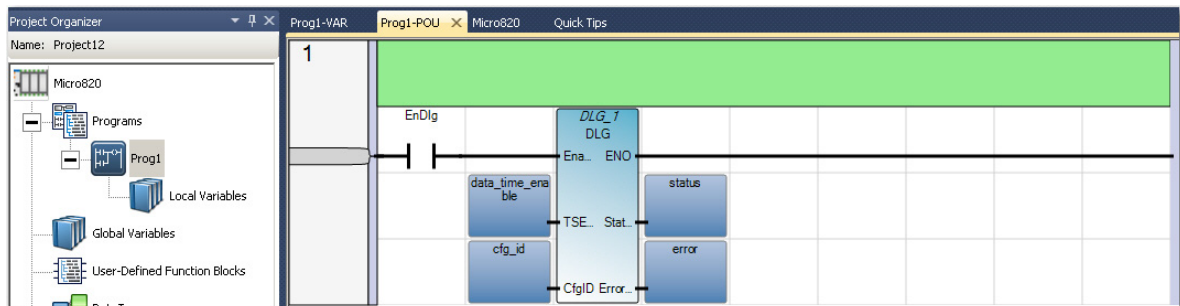 Project Organizer
Prog1-VAR
Prog1-POU
Micro820
Quick Tips
Name: Project12
Micro820
Programs
Prog1
Local Variables
Global Variables
User-Defined Function Blocks
1
EnDlg
DLG_1
DLG
Ena... ENO
data_time_ena
ble
status
TSE... Stat...
cfg_id
error
CfgID Error...